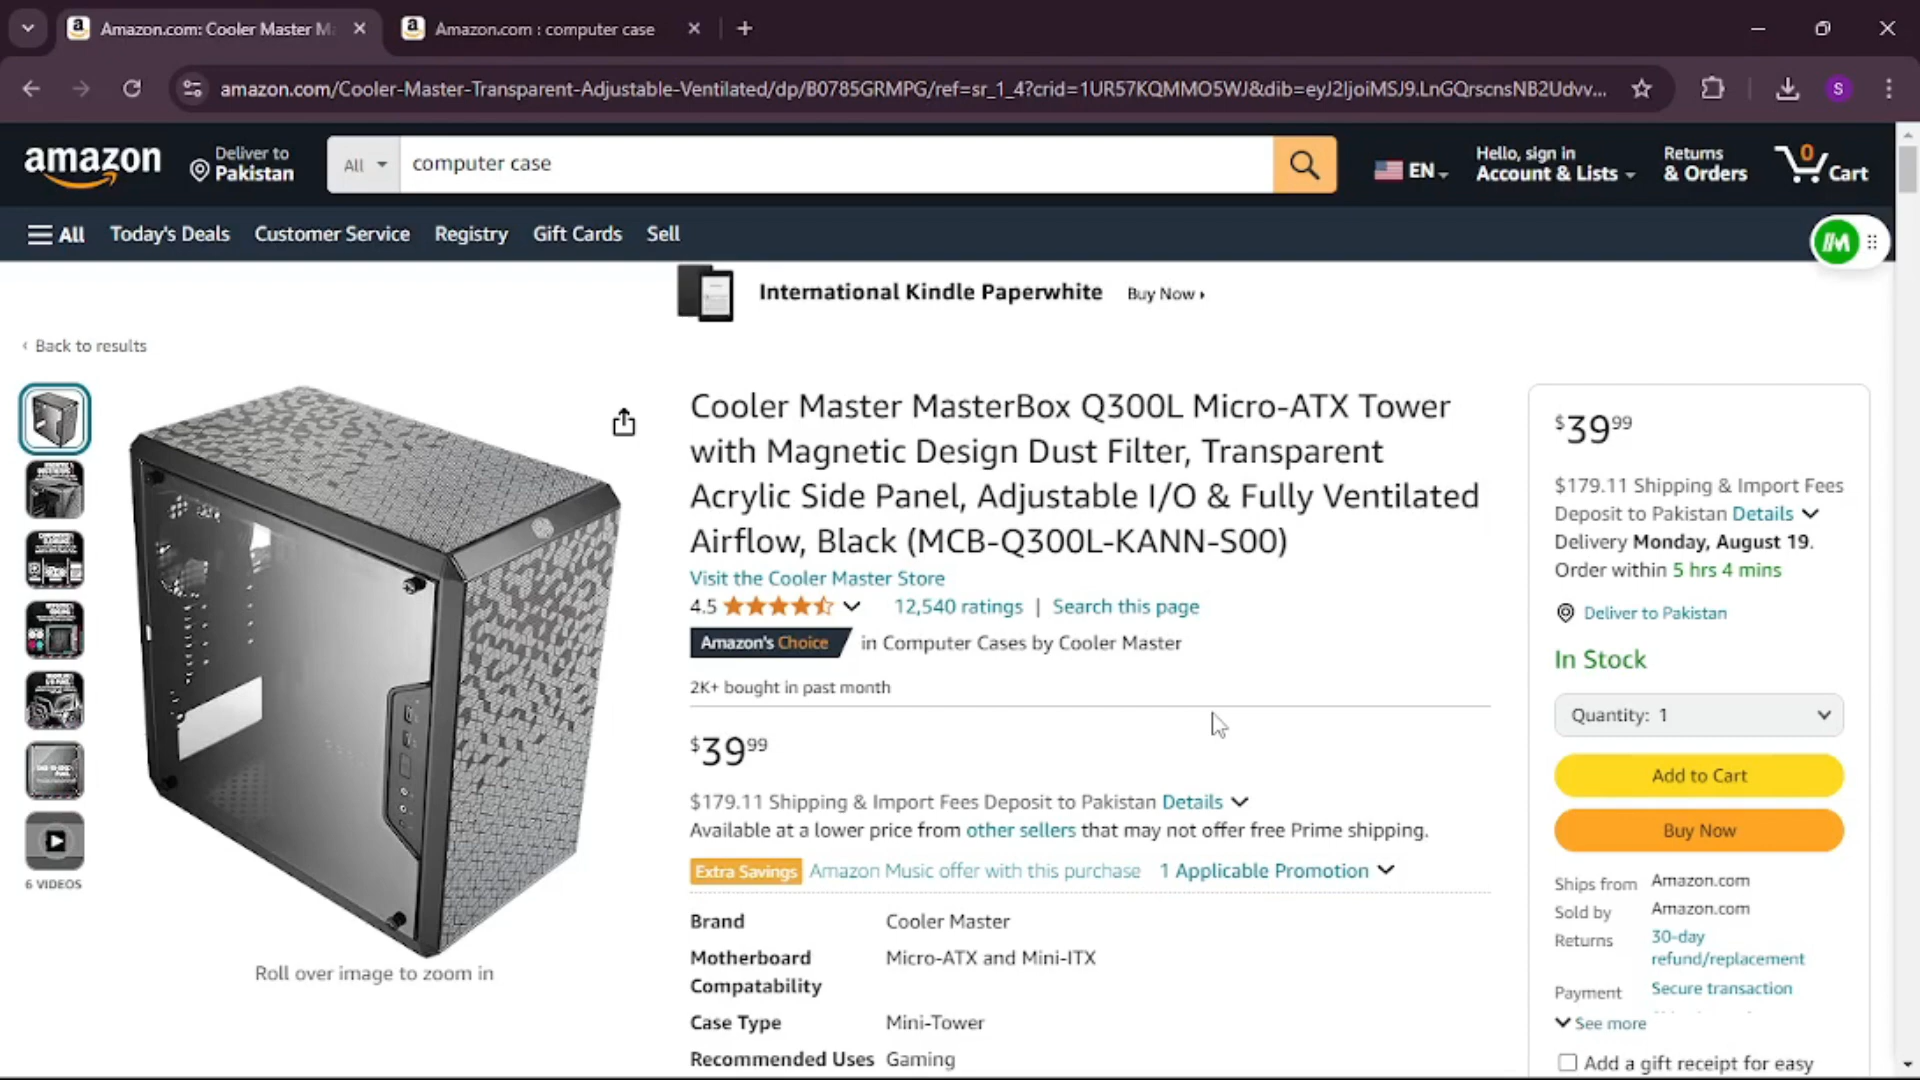 Amazon.com: Cooler Master M
Amazon.com : computer case
amazon.com/Cooler-Master-Transparent-Adjustable-Ventilated/dp/B0785GRMPG/ref=sr_1_4?crid=1UR57KQMMO5WJ&dib=eyJ2IjoiMSJ9.LnGQrscnsNB2Udvv...
S
amazon
Deliver to
Pakistan
All
computer case
EN
Hello, sign in
Account & Lists
Returns
& Orders
0
Cart
All
Today's Deals
Customer Service
Registry
Gift Cards
Sell
International Kindle Paperwhite
Buy Now
Back to results
6 VIDEOS
Roll over image to zoom in
Cooler Master MasterBox Q300L Micro-ATX Tower
with Magnetic Design Dust Filter, Transparent
Acrylic Side Panel, Adjustable I/O & Fully Ventilated
Airflow, Black (MCB-Q300L-KANN-S00)
Visit the Cooler Master Store
4.5
12,540 ratings | Search this page
Amazon's Choice in Computer Cases by Cooler Master
2K+ bought in past month
$39.99
$179.11 Shipping & Import Fees Deposit to Pakistan Details
Available at a lower price from other sellers that may not offer free Prime shipping.
Extra Savings Amazon Music offer with this purchase 1 Applicable Promotion
Brand Cooler Master
Motherboard Compatability Micro-ATX and Mini-ITX
Case Type Mini-Tower
Recommended Uses Gaming
$39.99
$179.11 Shipping & Import Fees
Deposit to Pakistan Details
Delivery Monday, August 19.
Order within 5 hrs 4 mins
Deliver to Pakistan
In Stock
Quantity: 1
Add to Cart
Buy Now
Ships from Amazon.com
Sold by Amazon.com
Returns 30-day
refund/replacement
Payment Secure transaction
See more
Add a gift receipt for easy